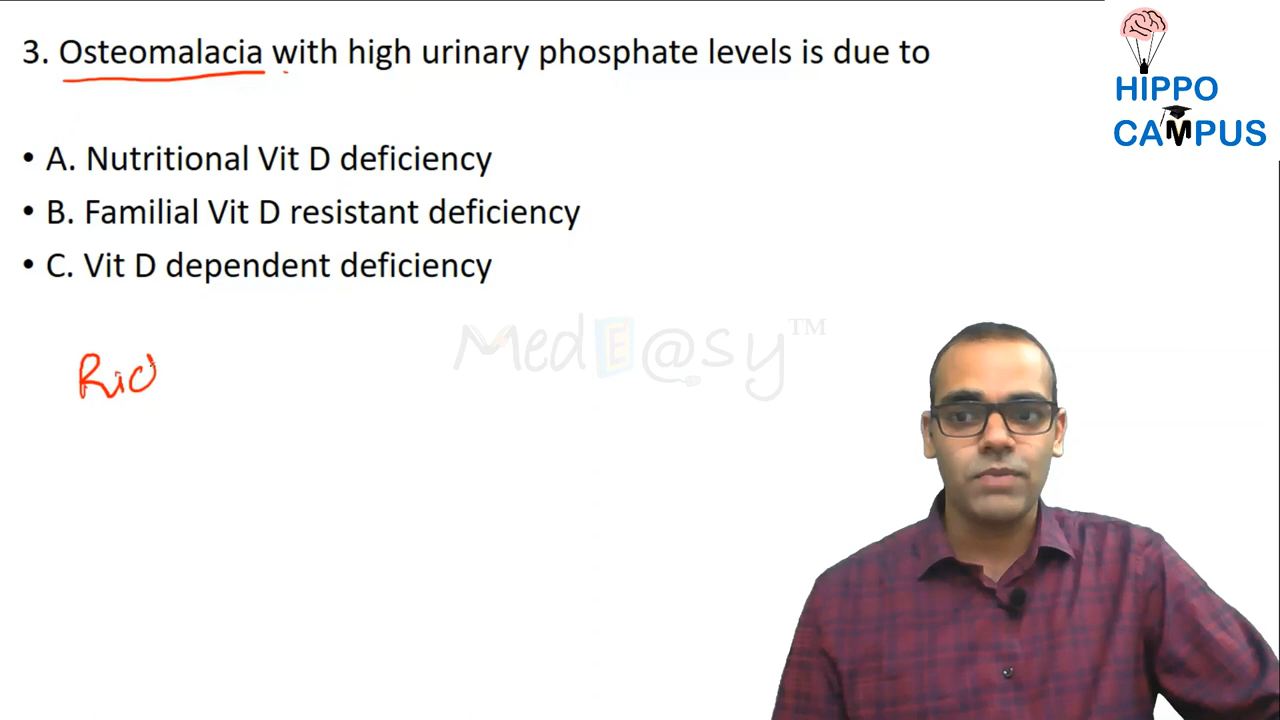 3. Osteomalacia with high urinary phosphate levels is due to
• A. Nutritional Vit D deficiency
• B. Familial Vit D resistant deficiency
• C. Vit D dependent deficiency
Ric
HIPPO
CAMPUS
MedE@sy™